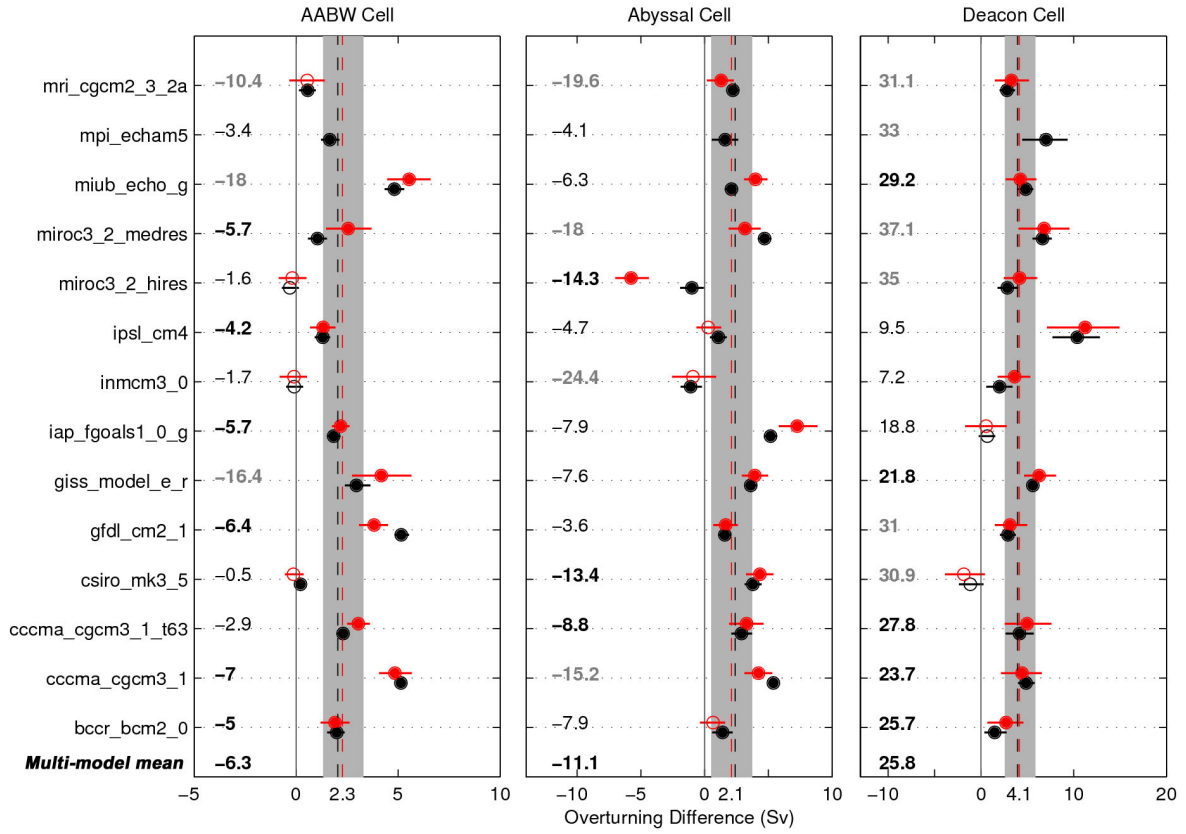 AABW Cell Abyssal Cell Deacon Cell
mri_cgcm2_3_2a −10.4 −19.6 31.1
mpi_echam5 −3.4 −4.1 33
miub_echo_g −18 −6.3 29.2
miroc3_2_medres −5.7 −18 37.1
miroc3_2_hires −1.6 −14.3 35
ipsl_cm4 −4.2 −4.7 9.5
inmcm3_0 −1.7 −24.4 7.2
iap_fgoals1_0_g −5.7 −7.9 18.8
giss_model_e_r −16.4 −7.6 21.8
gfdl_cm2_1 −6.4 −3.6 31
csiro_mk3_5 −0.5 −13.4 30.9
cccma_cgcm3_1_t63 −2.9 −8.8 27.8
cccma_cgcm3_1 −7 −15.2 23.7
bccr_bcm2_0 −5 −7.9 25.7
Multi-model mean −6.3 −11.1 25.8
−5 0 2.3 5 10 −10 0 2.1 10 −10 0 4.1 10 20
Overturning Difference (Sv)